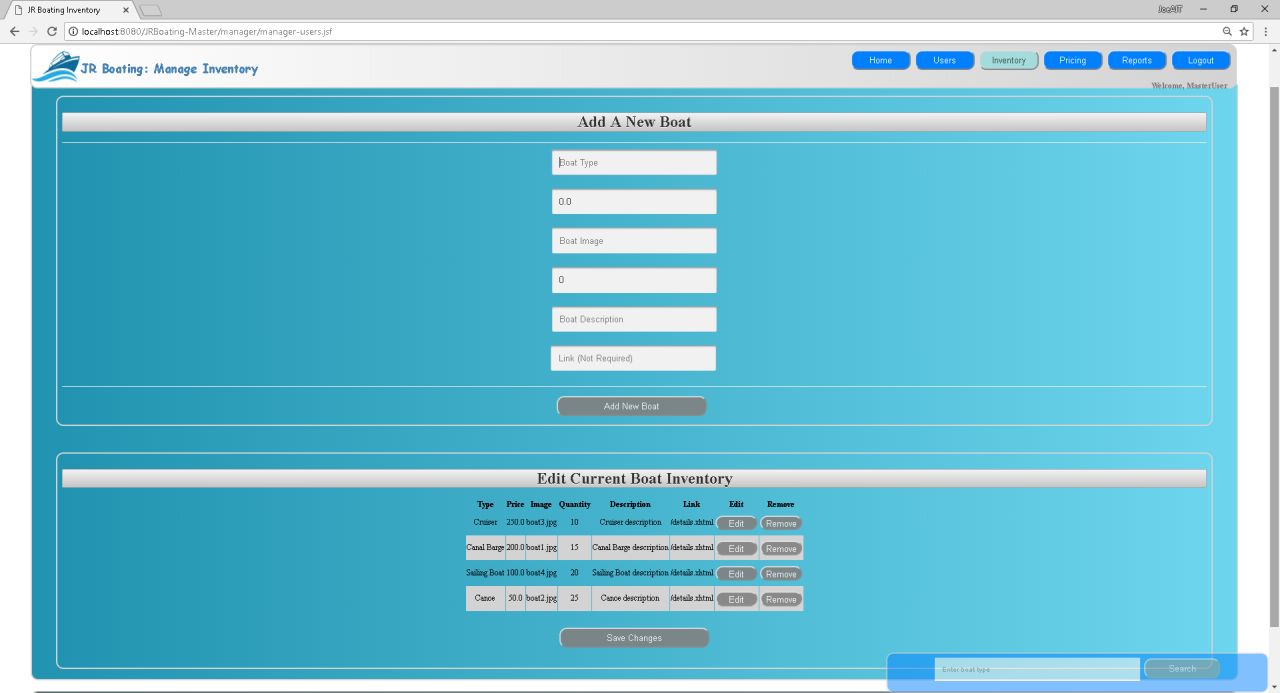 JR Boating Inventory
JeeAIT
localhost:8080/JRBoating-Master/manager/manager-users.jsf
JR Boating: Manage Inventory
Home Users Inventory Pricing Reports Logout
Welcome, MasterUser
Add A New Boat
Boat Type
0.0
Boat Image
0
Boat Description
Link (Not Required)
Add New Boat
Edit Current Boat Inventory
Type Price Image Quantity Description Link Edit Remove
Cruiser 250.0 boat3.jpg 10 Cruiser description /details.xhtml Edit Remove
Canal Barge 200.0 boat1.jpg 15 Canal Barge description /details.xhtml Edit Remove
Sailing Boat 100.0 boat4.jpg 20 Sailing Boat description /details.xhtml Edit Remove
Canoe 50.0 boat2.jpg 25 Canoe description /details.xhtml Edit Remove
Save Changes
Enter boat type Search